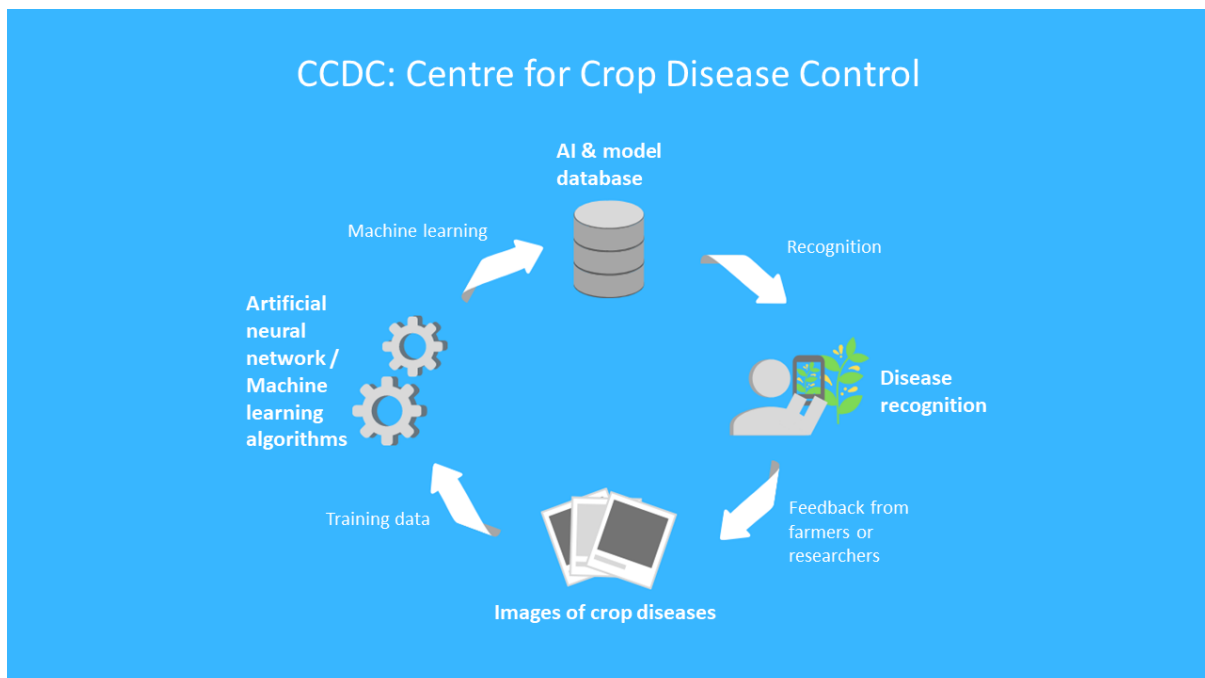 CCDC: Centre for Crop Disease Control
AI & model
database
Machine learning
Recognition
Artificial
neural
network /
Machine
learning
algorithms
Disease
recognition
Training data
Feedback from
farmers or
researchers
Images of crop diseases